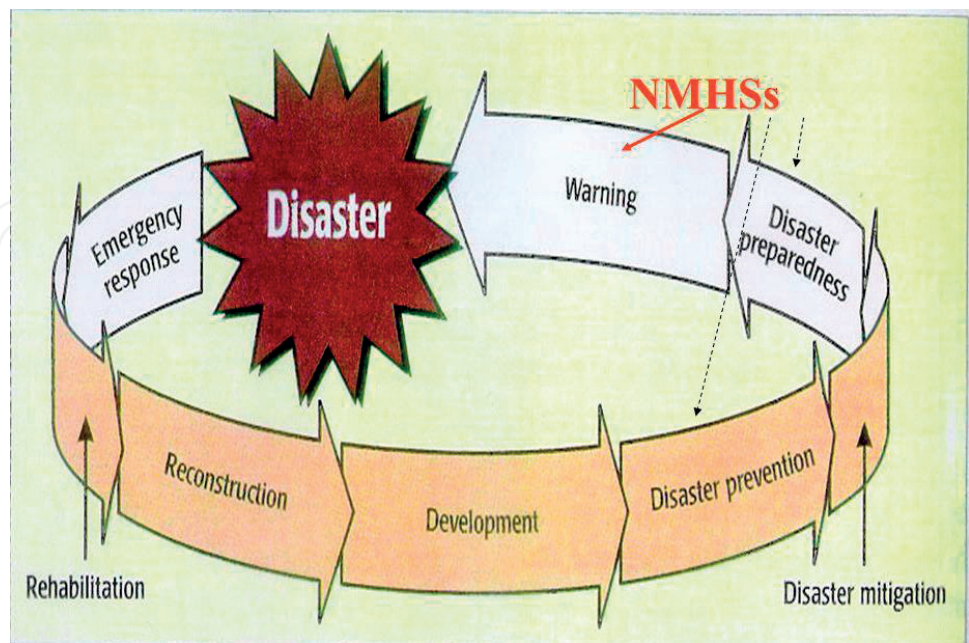 NMHSs
Warning
Disaster
Disaster
preparedness
Emergency
response
Reconstruction
Development
Disaster prevention
Rehabilitation
Disaster mitigation